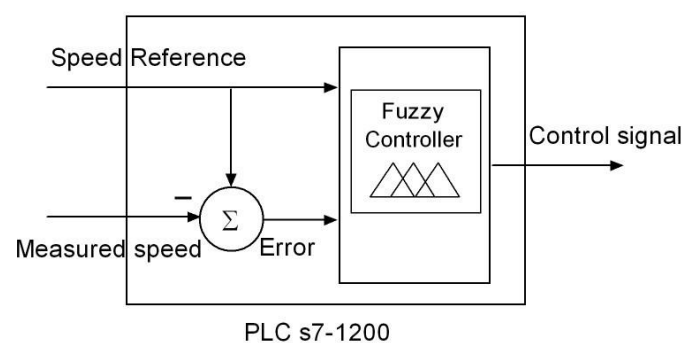 Speed Reference
Fuzzy
Controller
Control signal
−
Σ
Measured speed
Error
PLC s7-1200